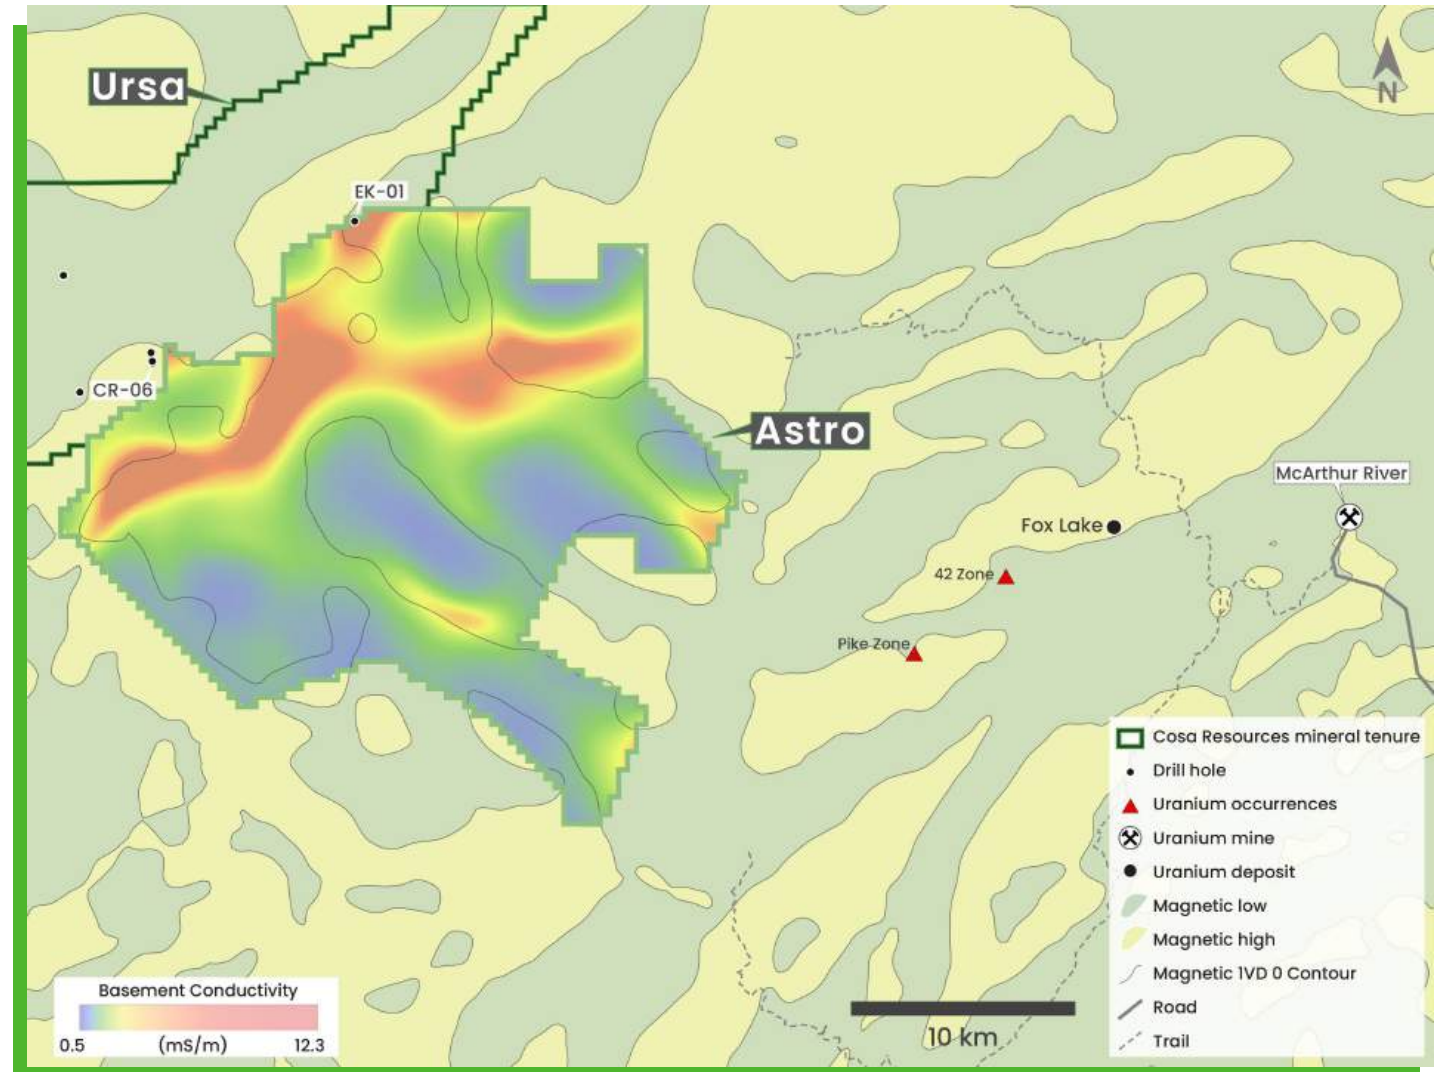 Ursa
N
EK-01
CR-06
Astro
McArthur River
Fox Lake
42 Zone
Pike Zone
Cosa Resources mineral tenure
Drill hole
Uranium occurrences
Uranium mine
Uranium deposit
Magnetic low
Magnetic high
Magnetic 1VD 0 Contour
Road
Trail
Basement Conductivity
0.5 (mS/m) 12.3
10 km